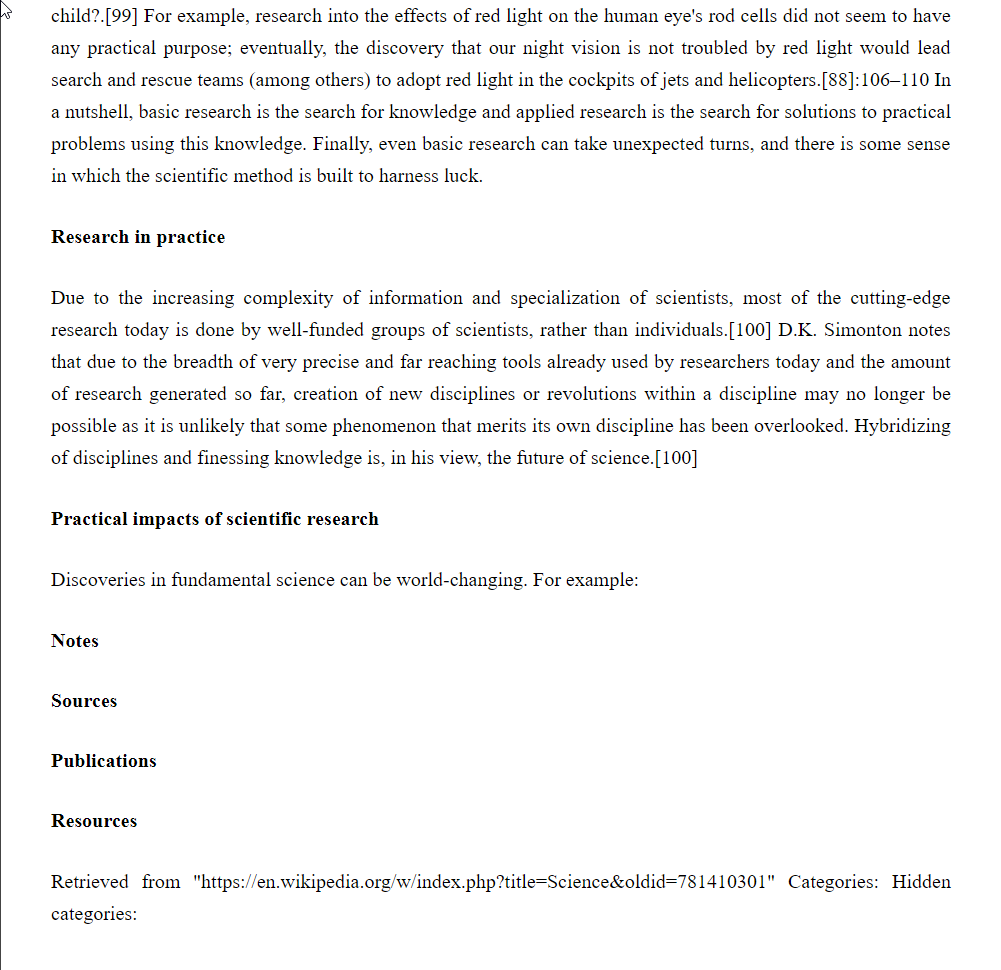 child?.[99] For example, research into the effects of red light on the human eye's rod cells did not seem to have
any practical purpose; eventually, the discovery that our night vision is not troubled by red light would lead
search and rescue teams (among others) to adopt red light in the cockpits of jets and helicopters.[88]:106–110 In
a nutshell, basic research is the search for knowledge and applied research is the search for solutions to practical
problems using this knowledge. Finally, even basic research can take unexpected turns, and there is some sense
in which the scientific method is built to harness luck.
Research in practice
Due to the increasing complexity of information and specialization of scientists, most of the cutting-edge
research today is done by well-funded groups of scientists, rather than individuals.[100] D.K. Simonton notes
that due to the breadth of very precise and far reaching tools already used by researchers today and the amount
of research generated so far, creation of new disciplines or revolutions within a discipline may no longer be
possible as it is unlikely that some phenomenon that merits its own discipline has been overlooked. Hybridizing
of disciplines and finessing knowledge is, in his view, the future of science.[100]
Practical impacts of scientific research
Discoveries in fundamental science can be world-changing. For example:
Notes
Sources
Publications
Resources
Retrieved from "https://en.wikipedia.org/w/index.php?title=Science&oldid=781410301" Categories: Hidden
categories: